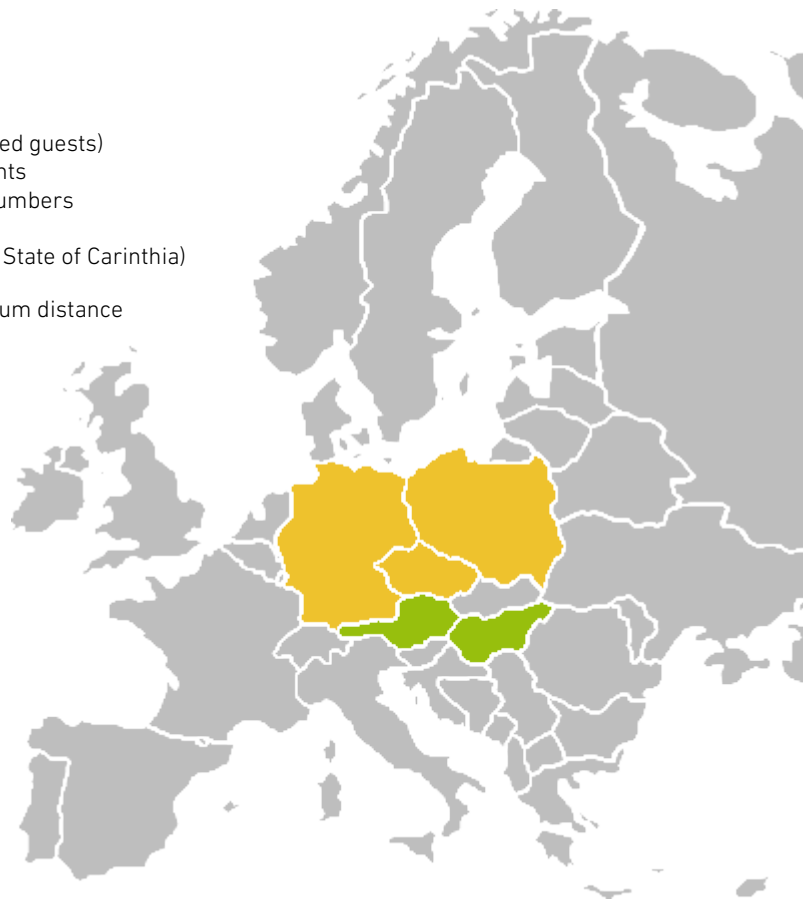 ed guests)
nts
umbers
State of Carinthia)
um distance